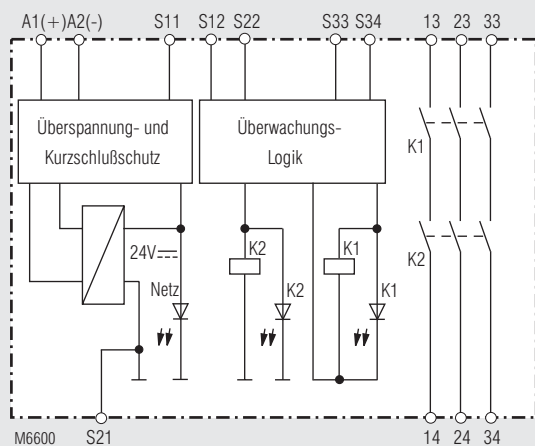 A1(+) A2(-) S11 S12 S22 S33 S34 13 23 33
Überspannung- und
Kurzschlußschutz
Überwachungs-
Logik
K1
24V
K2
K1
K2
Netz
K2
K1
M6600 S21 14 24 34